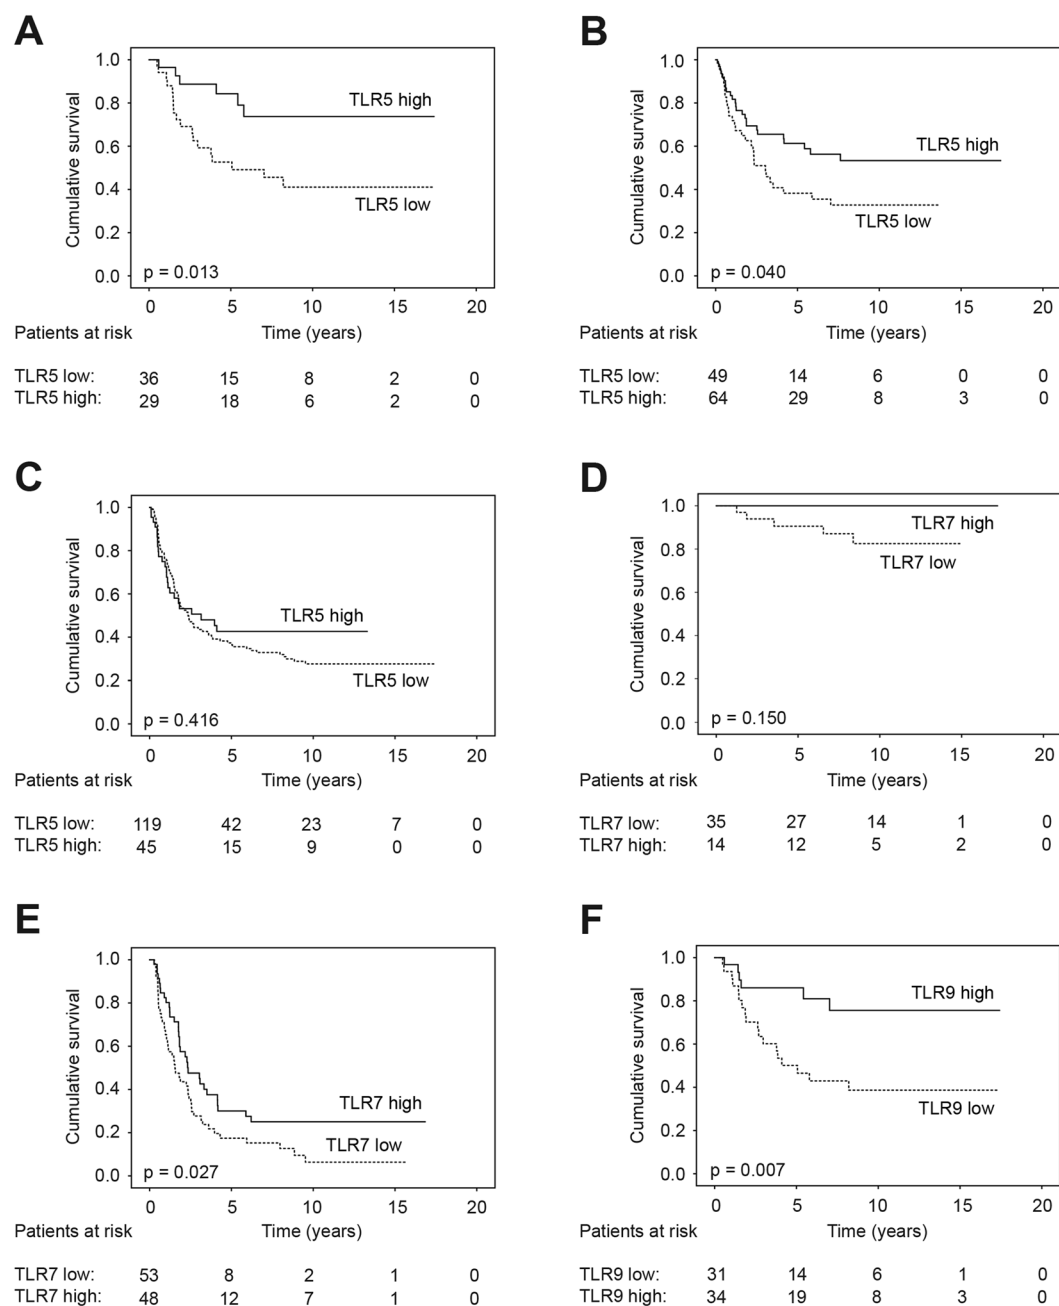 A
1.0
0.8
0.6
0.4
0.2
0.0
Cumulative survival
TLR5 high
TLR5 low
p = 0.013
0 5 10 15 20
Patients at risk Time (years)
TLR5 low: 36 15 8 2 0
TLR5 high: 29 18 6 2 0
B
1.0
0.8
0.6
0.4
0.2
0.0
Cumulative survival
TLR5 high
TLR5 low
p = 0.040
0 5 10 15 20
Patients at risk Time (years)
TLR5 low: 49 14 6 0 0
TLR5 high: 64 29 8 3 0
C
1.0
0.8
0.6
0.4
0.2
0.0
Cumulative survival
TLR5 high
TLR5 low
p = 0.416
0 5 10 15 20
Patients at risk Time (years)
TLR5 low: 119 42 23 7 0
TLR5 high: 45 15 9 0 0
D
1.0
0.8
0.6
0.4
0.2
0.0
Cumulative survival
TLR7 high
TLR7 low
p = 0.150
0 5 10 15 20
Patients at risk Time (years)
TLR7 low: 35 27 14 1 0
TLR7 high: 14 12 5 2 0
E
1.0
0.8
0.6
0.4
0.2
0.0
Cumulative survival
TLR7 high
TLR7 low
p = 0.027
0 5 10 15 20
Patients at risk Time (years)
TLR7 low: 53 8 2 1 0
TLR7 high: 48 12 7 1 0
F
1.0
0.8
0.6
0.4
0.2
0.0
Cumulative survival
TLR9 high
TLR9 low
p = 0.007
0 5 10 15 20
Patients at risk Time (years)
TLR9 low: 31 14 6 1 0
TLR9 high: 34 19 8 3 0